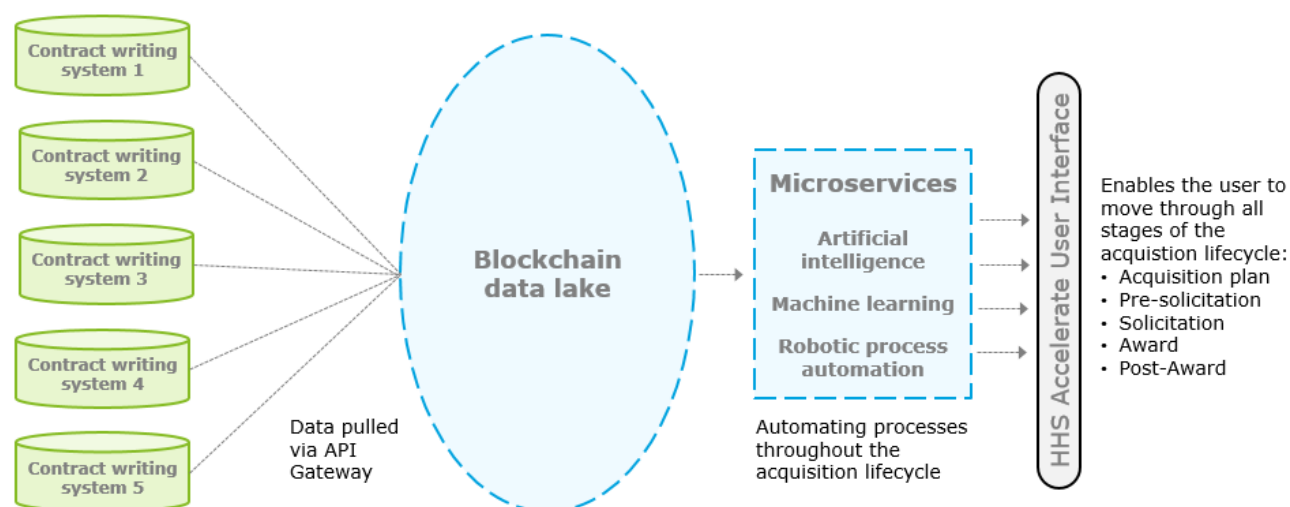 Contract writing
system 1
Contract writing
system 2
Contract writing
system 3
Contract writing
system 4
Contract writing
system 5
Data pulled
via API
Gateway
Blockchain
data lake
Microservices
Artificial
intelligence
Machine learning
Robotic process
automation
Automating processes
throughout the
acquisition lifecycle
HHS Accelerate User Interface
Enables the user to
move through all
stages of the
acquistion lifecycle:
• Acquisition plan
• Pre-solicitation
• Solicitation
• Award
• Post-Award